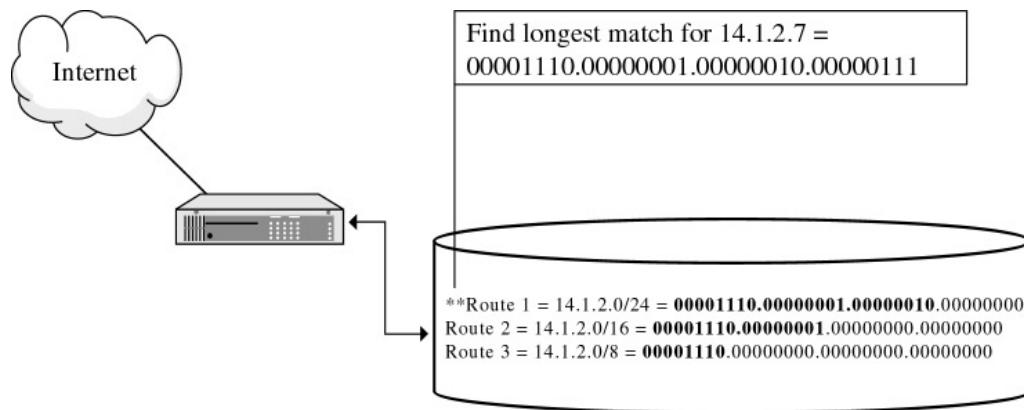 Internet
Find longest match for 14.1.2.7 =
00001110.00000001.00000010.00000111
**Route 1 = 14.1.2.0/24 = 00001110.00000001.00000010.00000000
Route 2 = 14.1.2.0/16 = 00001110.00000001.00000000.00000000
Route 3 = 14.1.2.0/8 = 00001110.00000000.00000000.00000000